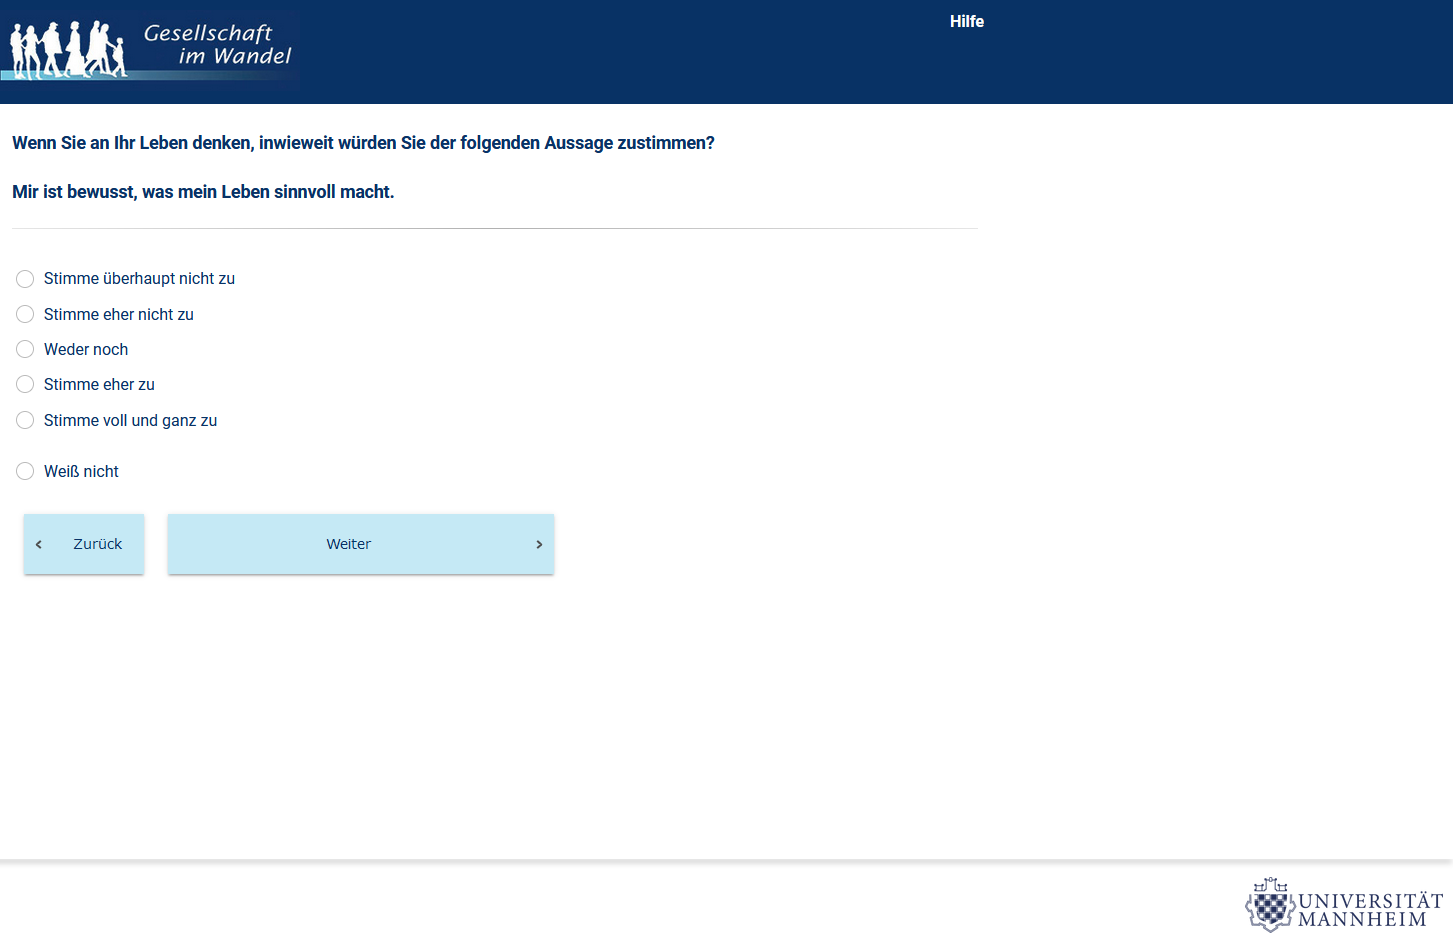 Gesellschaft
im Wandel
Hilfe
Wenn Sie an Ihr Leben denken, inwieweit würden Sie der folgenden Aussage zustimmen?
Mir ist bewusst, was mein Leben sinnvoll macht.
Stimme überhaupt nicht zu
Stimme eher nicht zu
Weder noch
Stimme eher zu
Stimme voll und ganz zu
Weiß nicht
Zurück
Weiter
UNIVERSITÄT
MANNHEIM